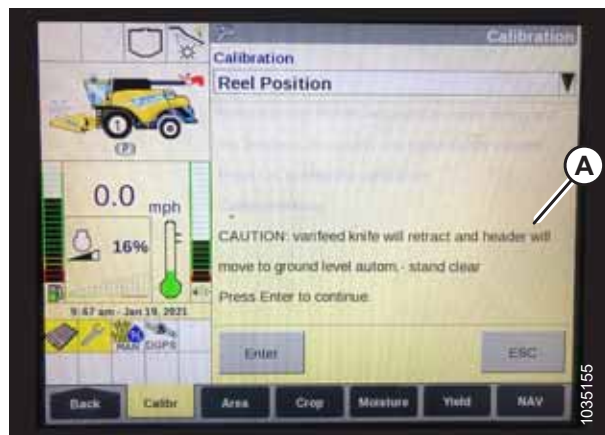 Calibration
Calibration
Reel Position
A
CAUTION: varifeed knife will retract and header will
move to ground level autom.- stand clear
Press Enter to continue.
1
(P)
0.0 mph
16%
9:47 am - Jan 19, 2021
MAN DGPS
Enter
ESC
Back
Calibr
Area
Crop
Moisture
Yield
NAV
1035155